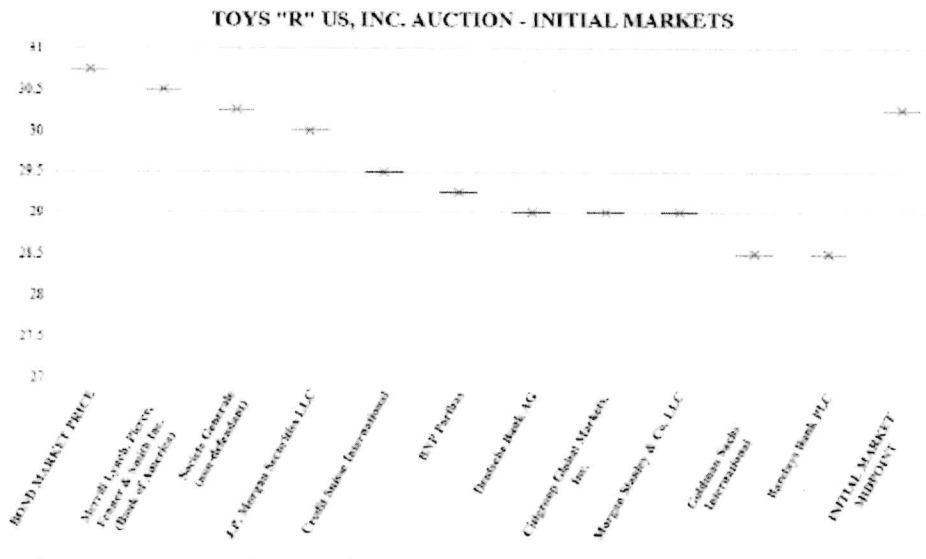 TOYS "R" US, INC. AUCTION - INITIAL MARKETS
31
30.5
30
29.5
29
28.5
28
27.5
27
BOND MARKET PRICE
Merrill Lynch, Pierce,
Fenner & Smith Inc.
(Bank of America)
Societe Generale
(non-defendant)
J.P. Morgan Securities LLC
Credit Suisse International
BNP Paribas
Deutsche Bank AG
Citigroup Global Markets,
Inc.
Morgan Stanley & Co. LLC
Goldman Sachs
International
Barclays Bank PLC
INITIAL MARKET
MIDPOINT